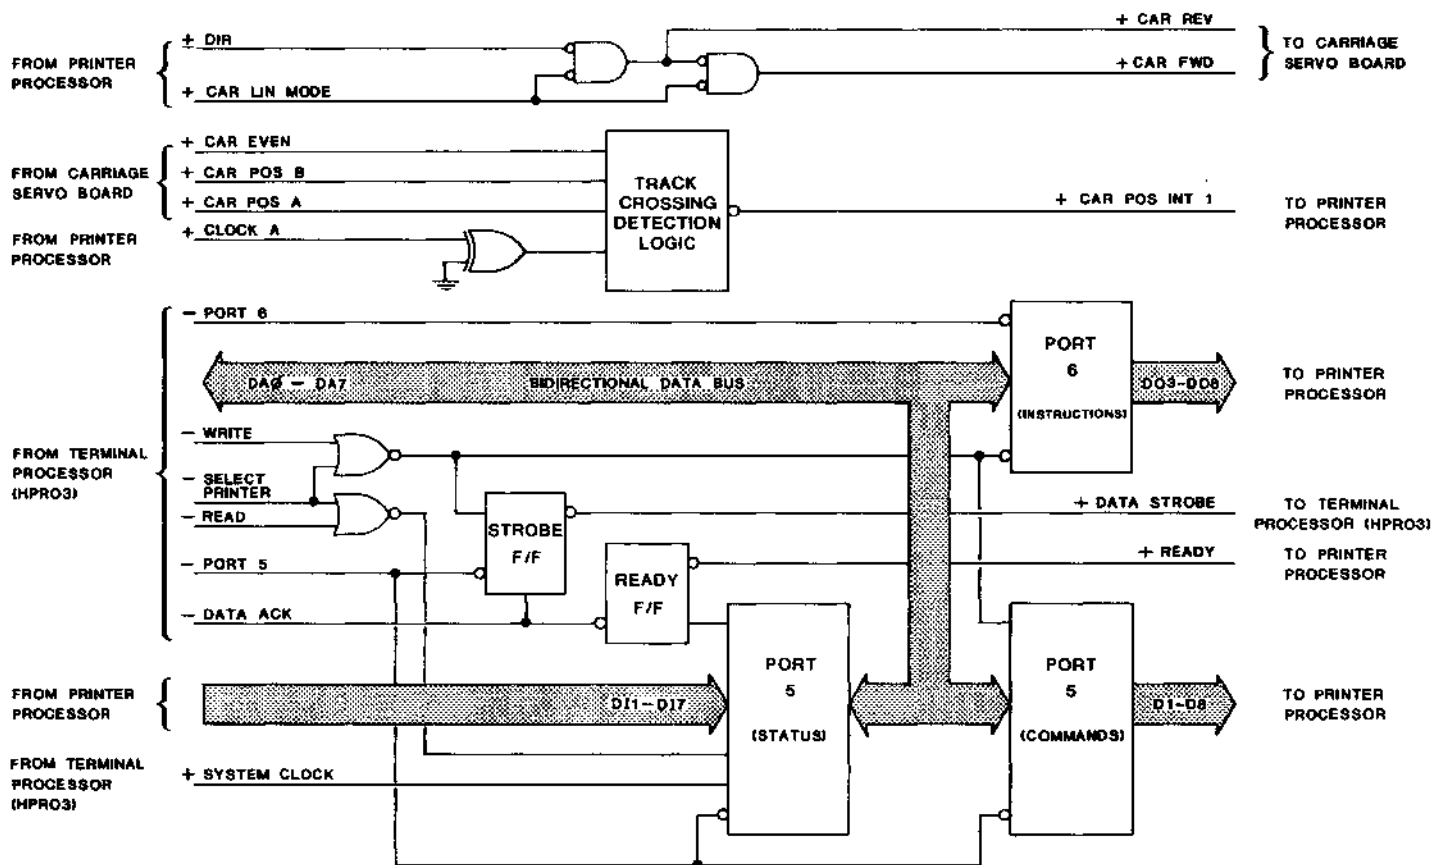 + DIR
+ CAR REV
FROM PRINTER
PROCESSOR
TO CARRIAGE
SERVO BOARD
+ CAR FWD
+ CAR LIN MODE
+ CAR EVEN
FROM CARRIAGE
SERVO BOARD
+ CAR POS B
+ CAR POS A
TRACK
CROSSING
DETECTION
LOGIC
+ CAR POS INT 1
TO PRINTER
PROCESSOR
FROM PRINTER
PROCESSOR
+ CLOCK A
- PORT 6
PORT
6
(INSTRUCTIONS)
DAØ - DA7
BIDIRECTIONAL DATA BUS
DO3-DO8
TO PRINTER
PROCESSOR
FROM TERMINAL
PROCESSOR
(HPRO3)
- WRITE
- SELECT
PRINTER
- READ
STROBE
F/F
+ DATA STROBE
TO TERMINAL
PROCESSOR (HPRO3)
- PORT 5
READY
F/F
+ READY
TO PRINTER
PROCESSOR
- DATA ACK
PORT
5
(STATUS)
PORT
5
(COMMANDS)
FROM PRINTER
PROCESSOR
DI1-DI7
D1-D8
TO PRINTER
PROCESSOR
FROM TERMINAL
PROCESSOR
(HPRO3)
+ SYSTEM CLOCK